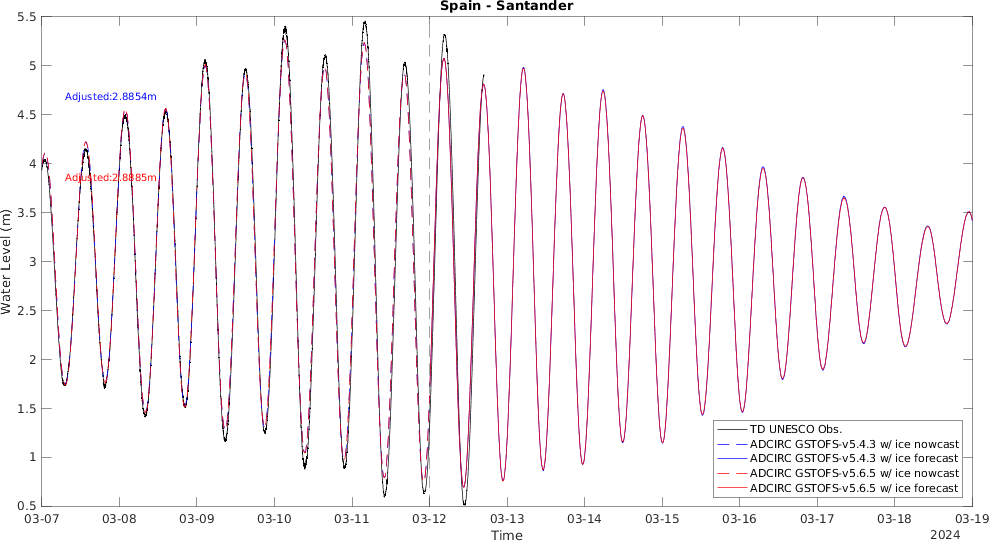 Spain - Santander
5.5
5
4.5
4
3.5
3
2.5
2
1.5
1
0.5
Water Level (m)
Adjusted:2.8854m
Adjusted:2.8885m
TD UNESCO Obs.
ADCIRC GSTOFS-v5.4.3 w/ ice nowcast
ADCIRC GSTOFS-v5.4.3 w/ ice forecast
ADCIRC GSTOFS-v5.6.5 w/ ice nowcast
ADCIRC GSTOFS-v5.6.5 w/ ice forecast
03-07 03-08 03-09 03-10 03-11 03-12 03-13 03-14 03-15 03-16 03-17 03-18 03-19
Time
2024